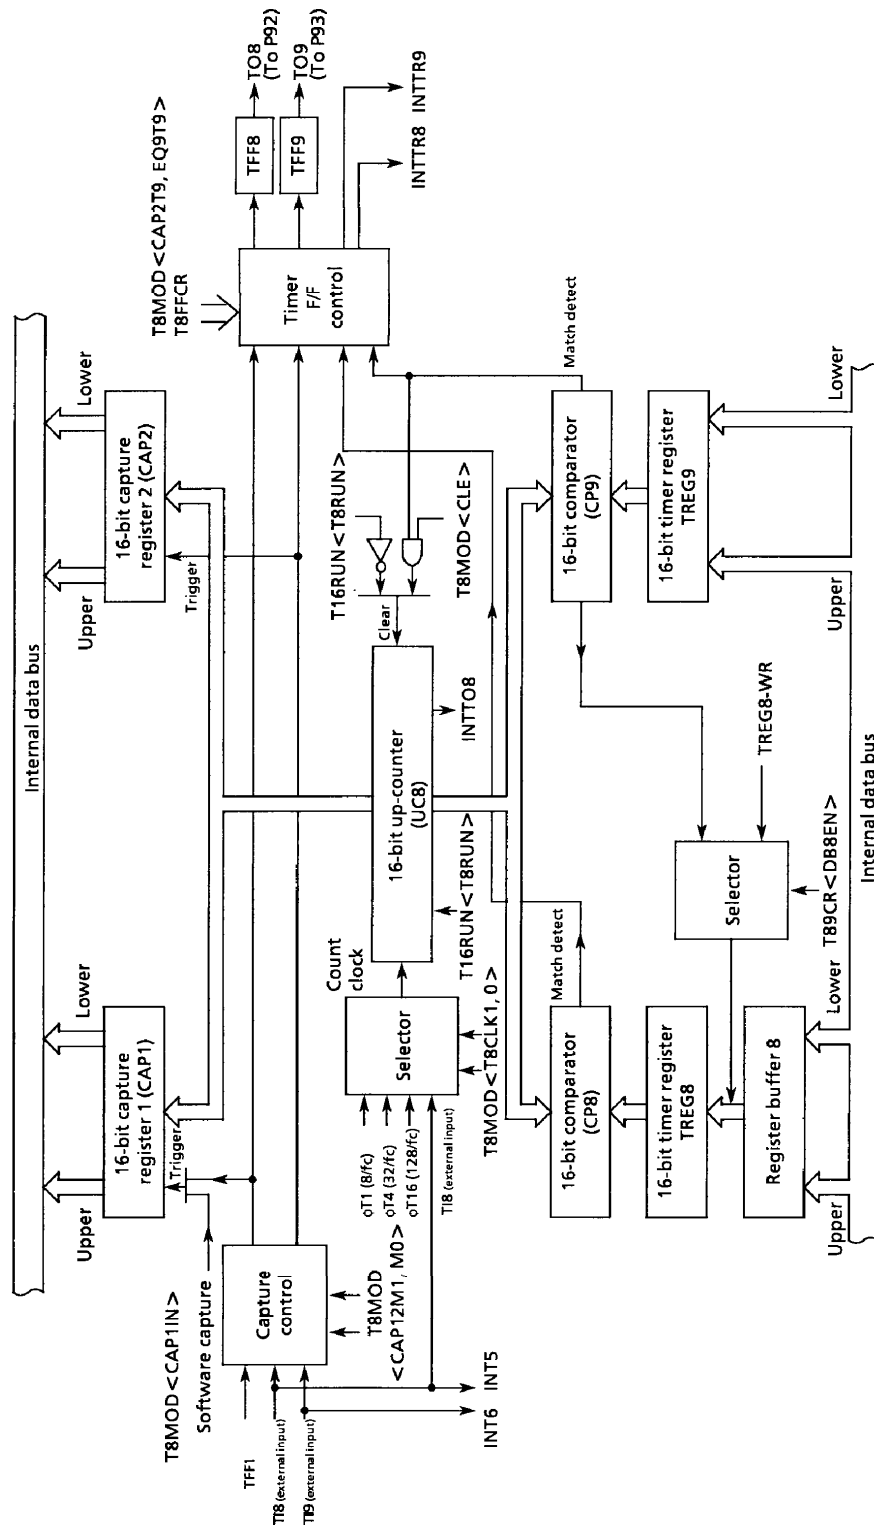 Internal data bus
Upper
Lower
16-bit capture
register 1 (CAP1)
Trigger
Upper
Lower
16-bit capture
register 2 (CAP2)
Trigger
T8MOD<CAP1IN>
Software capture
TFF1
TI8 (external input)
TI9 (external input)
Capture
control
T8MOD
<CAP12M1, M0>
INT6
INT5
T8MOD<CAP2T9, EQ9T9>
T8FFCR
Timer
F/F
control
TFF8
TO8
(To P92)
TFF9
TO9
(To P93)
INTTR8
INTTR9
φT1 (8/fc)
φT4 (32/fc)
φT16 (128/fc)
TI8 (external input)
Selector
Count
clock
T8MOD<T8CLK1, 0>
16-bit up-counter
(UC8)
T16RUN<T8RUN>
INTTO8
Clear
T16RUN<T8RUN>
T8MOD<CLE>
Match detect
16-bit comparator
(CP8)
16-bit timer register
TREG8
Register buffer 8
Upper
Lower
Match detect
16-bit comparator
(CP9)
16-bit timer register
TREG9
Upper
Lower
Selector
TREG8-WR
T89CR<DB8EN>
Internal data bus